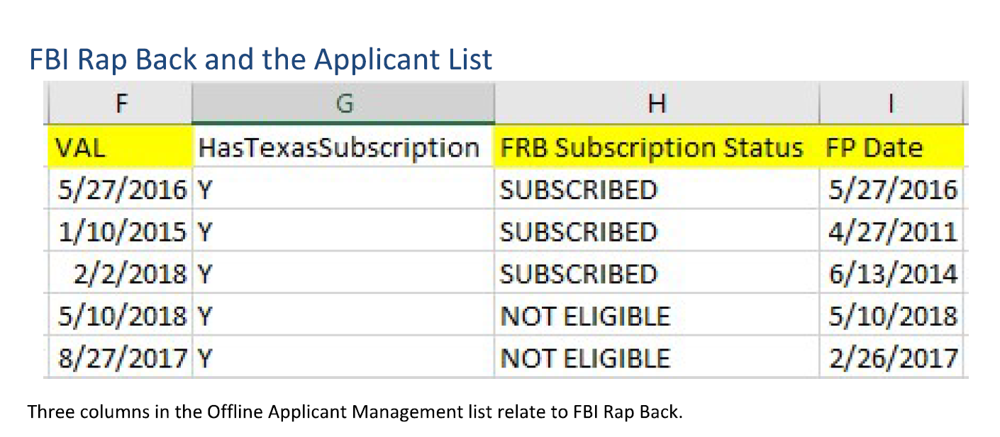 FBI Rap Back and the Applicant List
F G H I
VAL HasTexasSubscription FRB Subscription Status FP Date
5/27/2016 Y SUBSCRIBED 5/27/2016
1/10/2015 Y SUBSCRIBED 4/27/2011
2/2/2018 Y SUBSCRIBED 6/13/2014
5/10/2018 Y NOT ELIGIBLE 5/10/2018
8/27/2017 Y NOT ELIGIBLE 2/26/2017
Three columns in the Offline Applicant Management list relate to FBI Rap Back.